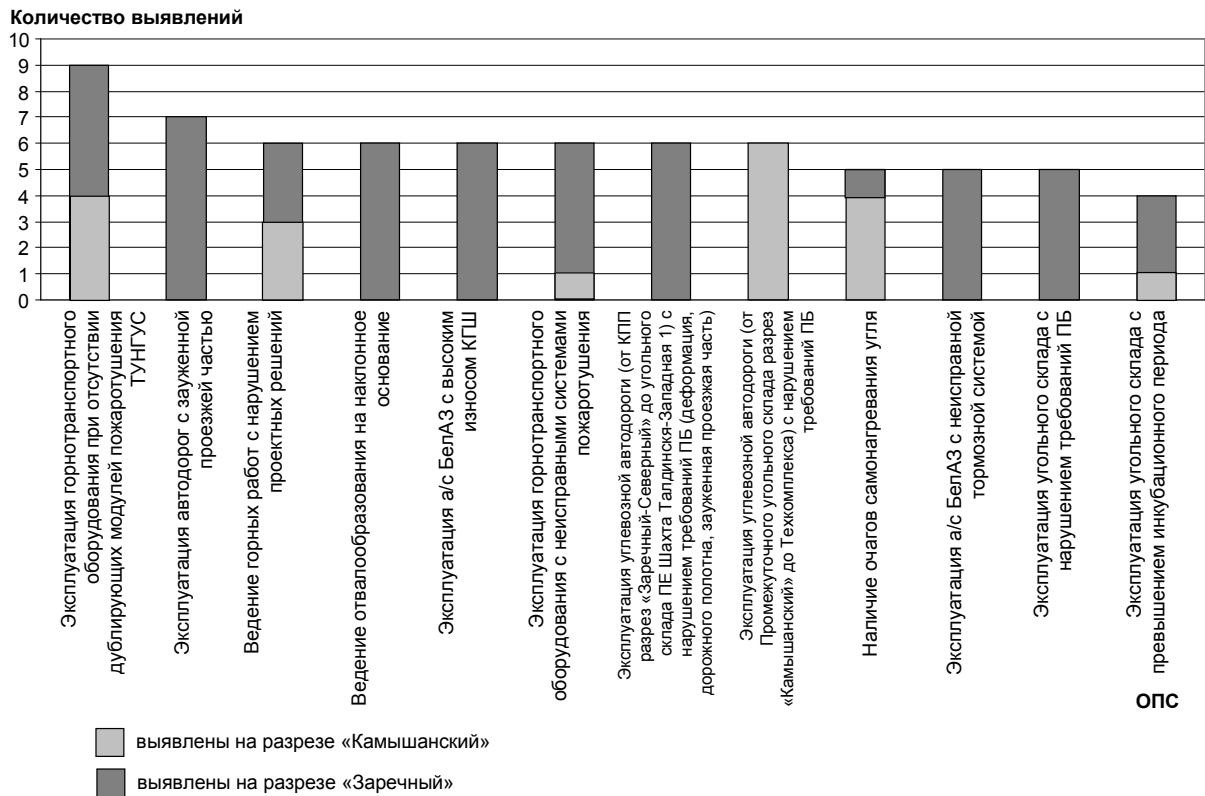 Количество выявлений
10
9
8
7
6
5
4
3
2
1
0
Эксплуатация горнотранспортного
оборудования при отсутствии
дублирующих модулей пожаротушения
ТУНГУС
Эксплуатация автодорог с зауженной
проезжей частью
Ведение горных работ с нарушением
проектных решений
Ведение отвалообразования на наклонное
основание
Эксплуатация а/с БелАЗ с высоким
износом КГШ
Эксплуатация горнотранспортного
оборудования с неисправными системами
пожаротушения
Эксплуатация углевозной автодороги (от КПП
разрез «Заречный-Северный» до угольного
склада ПЕ Шахта Талдинскя-Западная 1) с
нарушением требований ПБ (деформация,
дорожного полотна, зауженная проезжая часть)
Эксплуатация углевозной автодороги (от
Промежуточного угольного склада разрез
«Камышанский» до Техкомплекса) с нарушением
требований ПБ
Наличие очагов самонагревания угля
Эксплуатация а/с БелАЗ с неисправной
тормозной системой
Эксплуатация угольного склада с
нарушением требований ПБ
Эксплуатация угольного склада с
превышением инкубационного периода
ОПС
выявлены на разрезе «Камышанский»
выявлены на разрезе «Заречный»